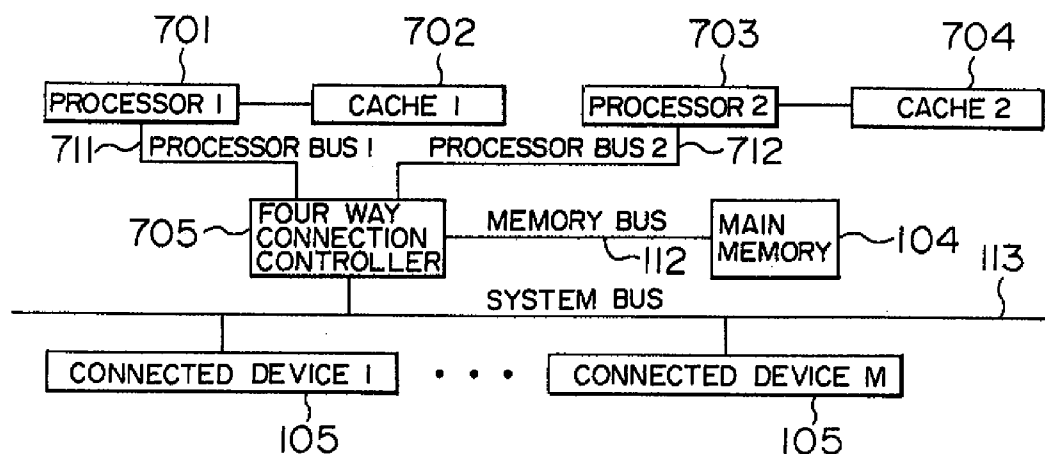 701
702
703
704
PROCESSOR 1
CACHE 1
PROCESSOR 2
CACHE 2
711
PROCESSOR BUS 1
PROCESSOR BUS 2
712
705
FOUR WAY
CONNECTION
CONTROLLER
MEMORY BUS
112
MAIN
MEMORY
104
113
SYSTEM BUS
CONNECTED DEVICE 1
• • •
CONNECTED DEVICE M
105
105